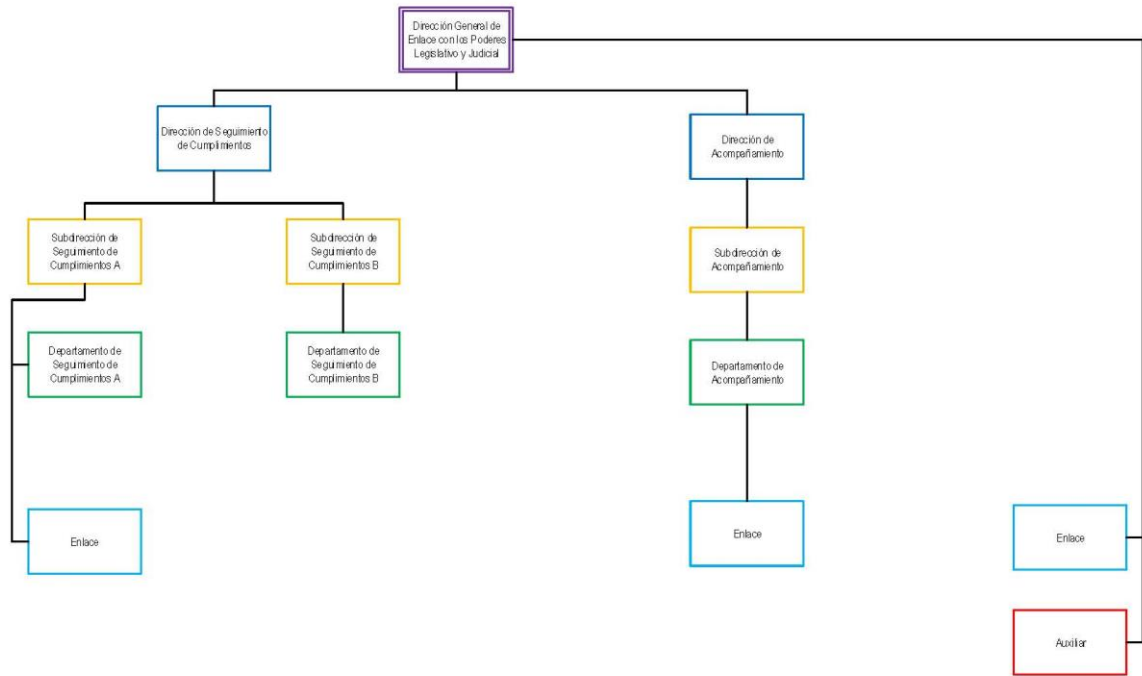 Dirección General de
Enlace con los Poderes
Legislativo y Judicial
Dirección de Seguimiento
de Cumplimientos
Dirección de
Acompañamiento
Subdirección de
Seguimiento de
Cumplimientos A
Subdirección de
Seguimiento de
Cumplimientos B
Subdirección de
Acompañamiento
Departamento de
Seguimiento de
Cumplimientos A
Departamento de
Seguimiento de
Cumplimientos B
Departamento de
Acompañamiento
Enlace
Enlace
Enlace
Auxiliar